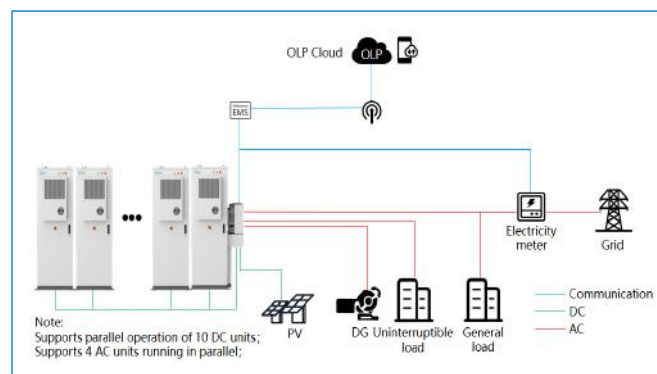 OLP Cloud
OLP
EMS
Electricity
meter
Grid
PV
DG
Uninterruptible
load
General
load
Communication
DC
AC
Note:
Supports parallel operation of 10 DC units;
Supports 4 AC units running in parallel;